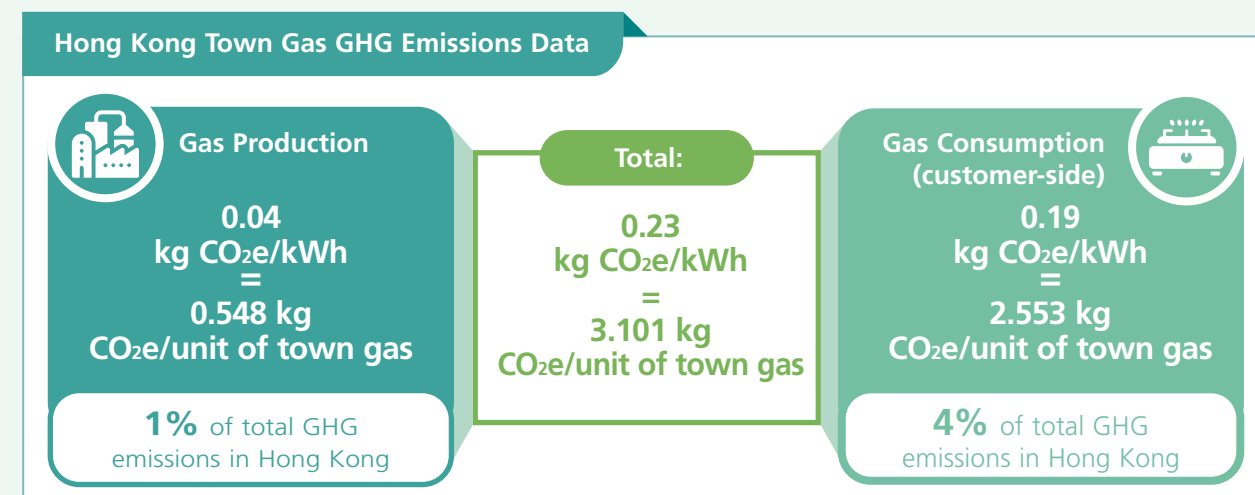 Hong Kong Town Gas GHG Emissions Data
Gas Production
0.04
kg CO₂e/kWh
=
0.548 kg
CO₂e/unit of town gas
1% of total GHG
emissions in Hong Kong
Total:
0.23
kg CO₂e/kWh
=
3.101 kg
CO₂e/unit of town gas
Gas Consumption
(customer-side)
0.19
kg CO₂e/kWh
=
2.553 kg
CO₂e/unit of town gas
4% of total GHG
emissions in Hong Kong